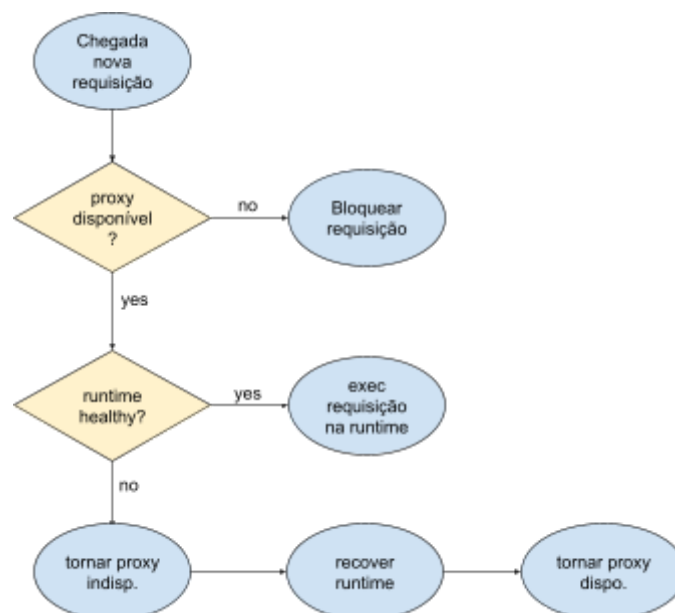 Chegada
nova
requisição
proxy
disponível
?
no
Bloquear
requisição
yes
runtime
healthy?
yes
exec
requisição
na runtime
no
tornar proxy
indisp.
recover
runtime
tornar proxy
dispo.